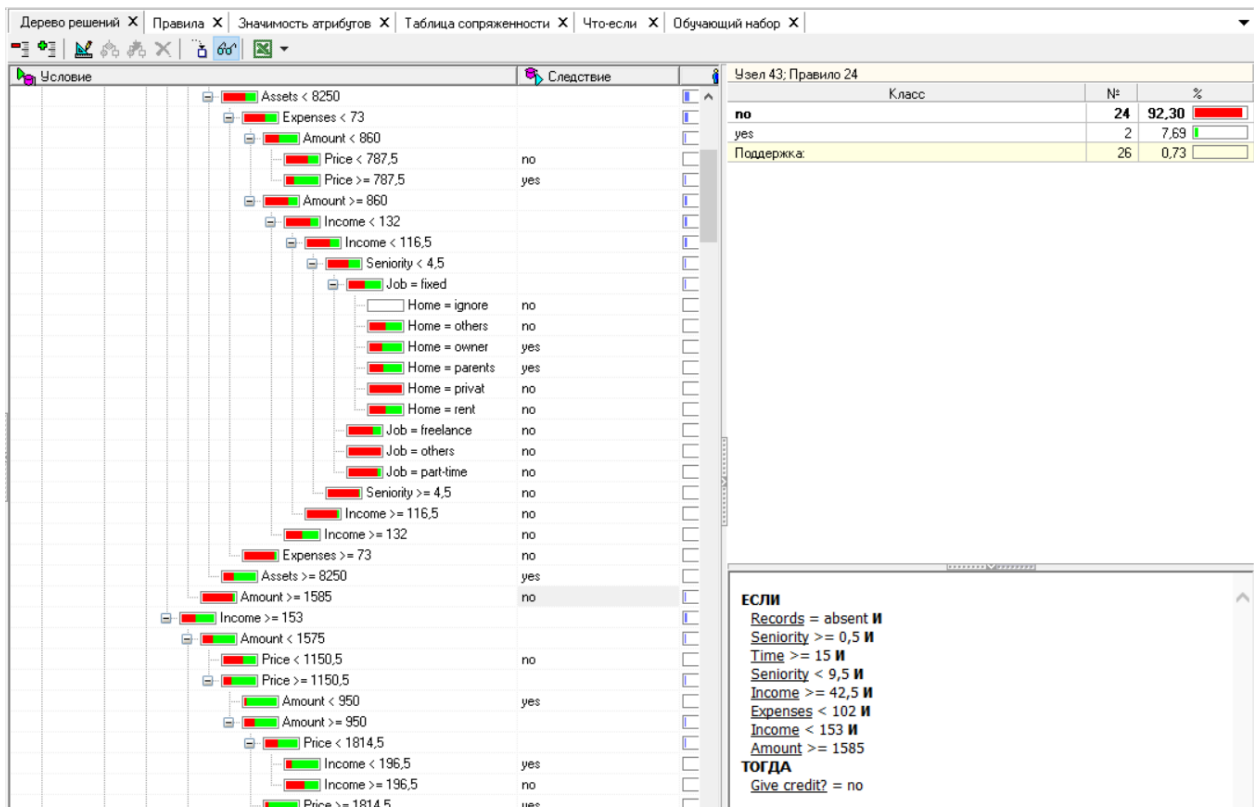 Дерево решений X Правила X Значимость атрибутов X Таблица сопряженности X Что-если X Обучающий набор X
Условие Следствие
Assets < 8250
Expenses < 73
Amount < 860
Price < 787,5 no
Price >= 787,5 yes
Amount >= 860
Income < 132
Income < 116,5
Seniority < 4,5
Job = fixed
Home = ignore no
Home = others no
Home = owner yes
Home = parents yes
Home = privat no
Home = rent no
Job = freelance no
Job = others no
Job = part-time no
Seniority >= 4,5 no
Income >= 116,5 no
Income >= 132 no
Expenses >= 73 no
Assets >= 8250 yes
Amount >= 1585 no
Income >= 153
Amount < 1575
Price < 1150,5 no
Price >= 1150,5
Amount < 950 yes
Amount >= 950
Price < 1814,5
Income < 196,5 yes
Income >= 196,5 no
Price >= 1814,5 yes
Узел 43; Правило 24
Класс № %
no 24 92,30
yes 2 7,69
Поддержка: 26 0,73
ЕСЛИ
Records = absent И
Seniority >= 0,5 И
Time >= 15 И
Seniority < 9,5 И
Income >= 42,5 И
Expenses < 102 И
Income < 153 И
Amount >= 1585
ТОГДА
Give credit? = no